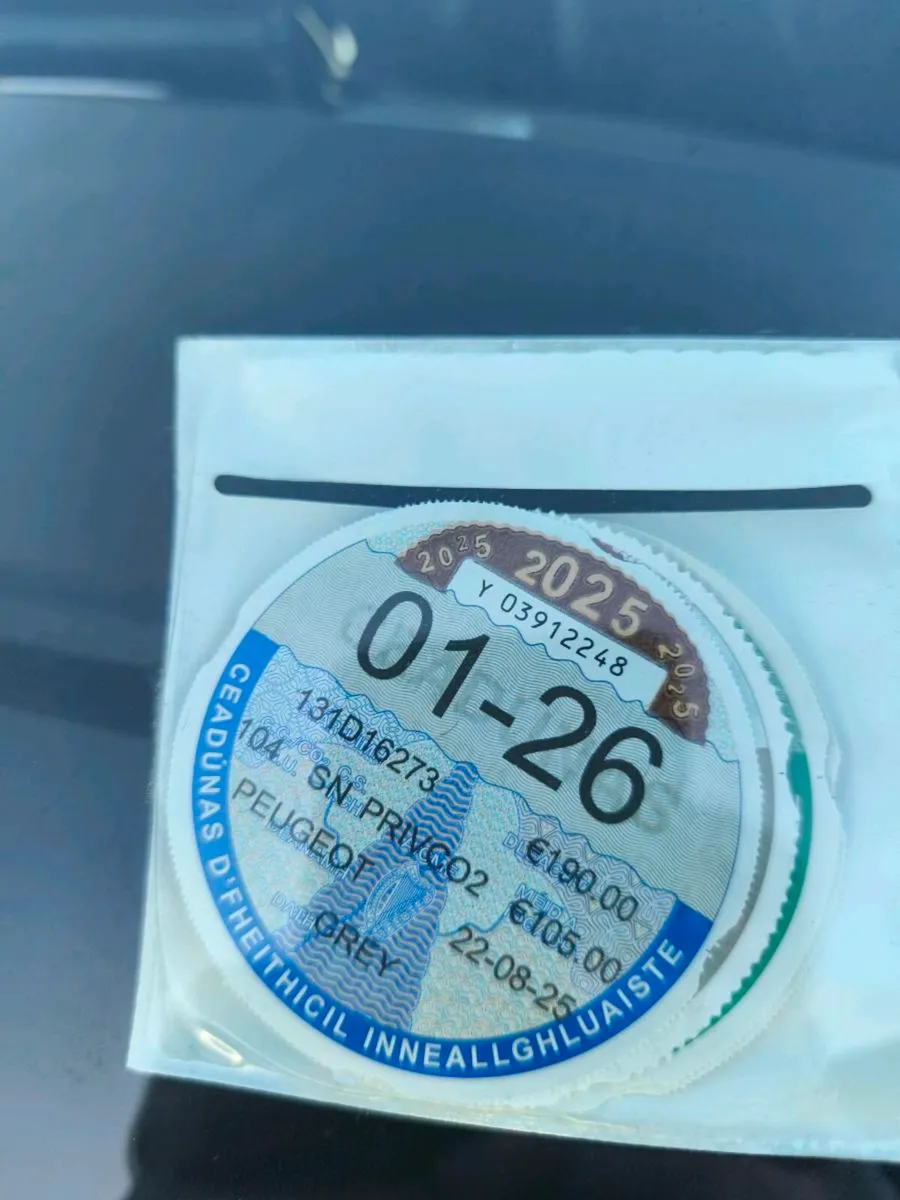 2025 2025 2025
Y 03912248
01-26
131D16273
104 SN PRIVCO2 €190.00
PEUGEOT €105.00
GREY 22-08-25
CEADÚNAS D'FHEITHICIL INNEALLGHLUAISTE